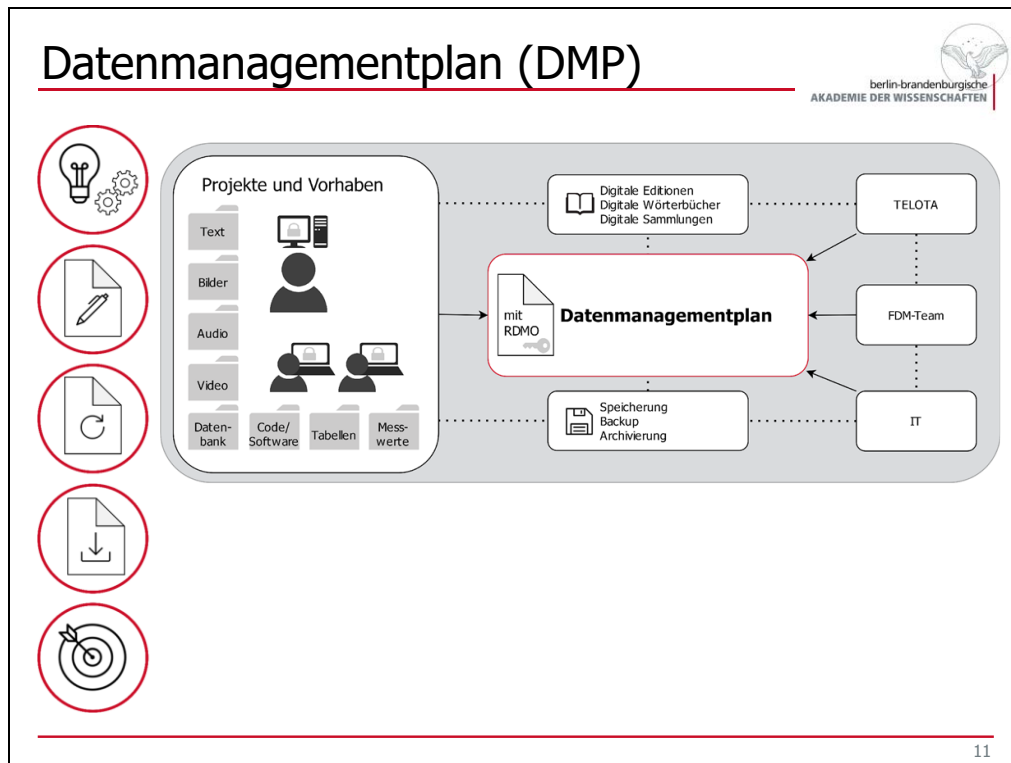 Datenmanagementplan (DMP)
berlin-brandenburgische
AKADEMIE DER WISSENSCHAFTEN
Projekte und Vorhaben
Text
Bilder
Audio
Video
Daten-
bank
Code/
Software
Tabellen
Mess-
werte
Digitale Editionen
Digitale Wörterbücher
Digitale Sammlungen
mit
RDMO
Datenmanagementplan
Speicherung
Backup
Archivierung
TELOTA
FDM-Team
IT
11